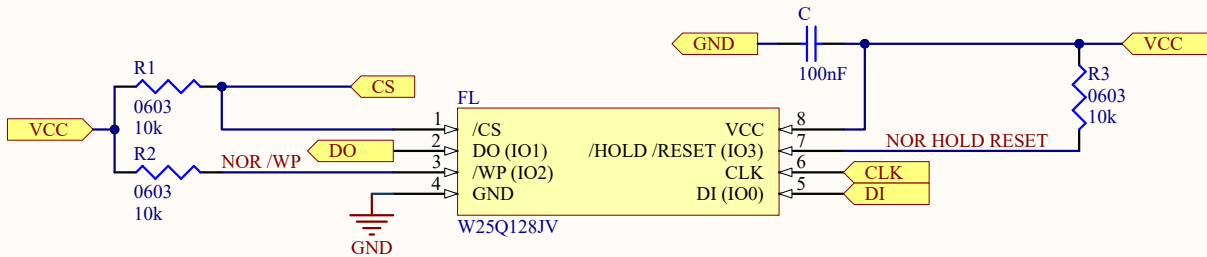 C
GND
VCC
100nF
R1
0603
10k
CS
R3
0603
10k
FL
VCC
1
/CS
VCC
8
DO
2
DO (IO1)
/HOLD /RESET (IO3)
7
NOR HOLD RESET
R2
0603
10k
NOR /WP
3
/WP (IO2)
CLK
6
CLK
4
GND
DI (IO0)
5
DI
W25Q128JV
GND